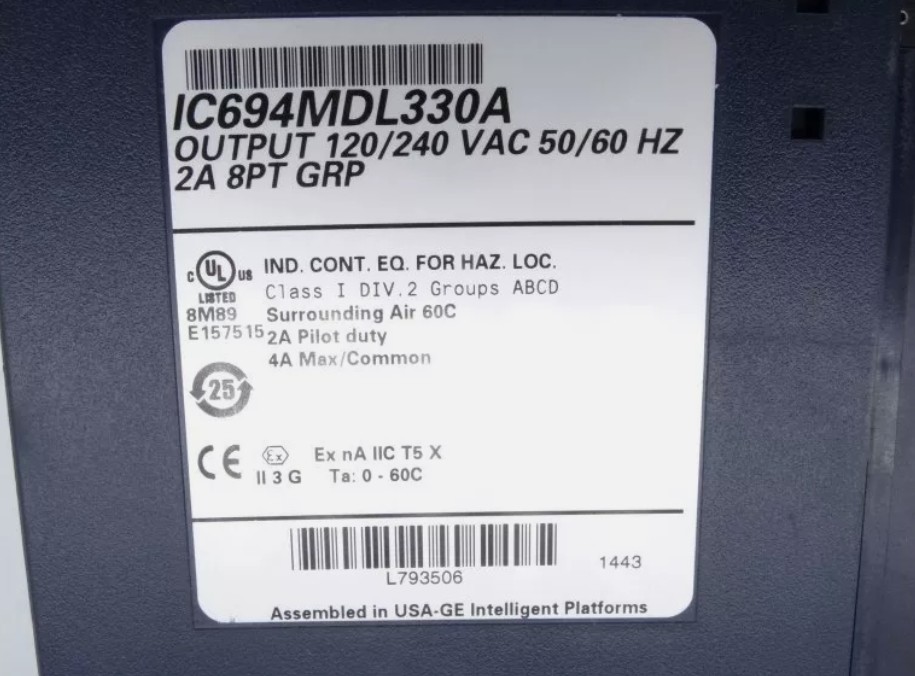 IC694MDL330A
OUTPUT 120/240 VAC 50/60 HZ
2A 8PT GRP
C UL US IND. CONT. EQ. FOR HAZ. LOC.
LISTED Class I DIV.2 Groups ABCD
8M89 Surrounding Air 60C
E157515 2A Pilot duty
4A Max/Common
25
CE Ex Ex nA IIC T5 X
II 3 G Ta: 0 - 60C
L793506 1443
Assembled in USA-GE Intelligent Platforms